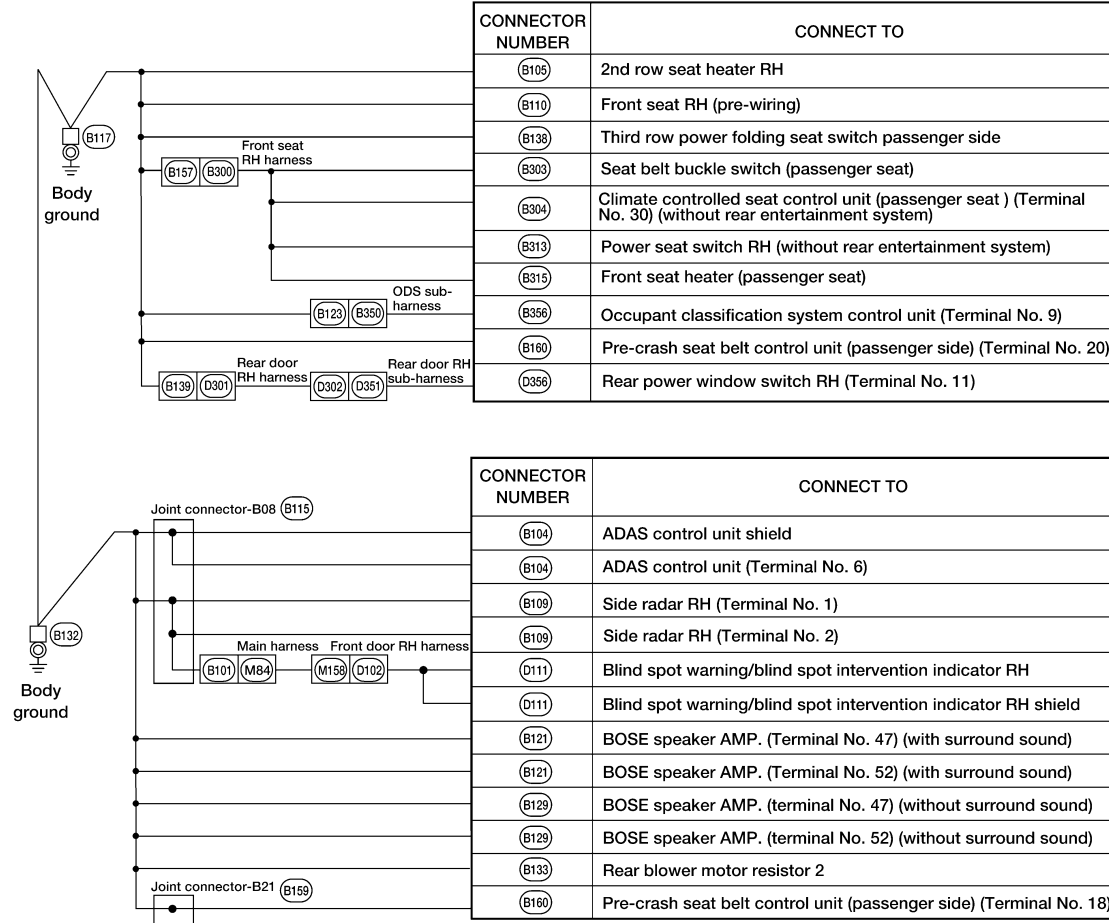 CONNECTOR
NUMBER
CONNECT TO
B105
2nd row seat heater RH
B110
Front seat RH (pre-wiring)
B117
B138
Third row power folding seat switch passenger side
Front seat
RH harness
B157
B300
B303
Seat belt buckle switch (passenger seat)
Body
ground
B304
Climate controlled seat control unit (passenger seat ) (Terminal
No. 30) (without rear entertainment system)
B313
Power seat switch RH (without rear entertainment system)
B315
Front seat heater (passenger seat)
ODS sub-
harness
B123
B350
B356
Occupant classification system control unit (Terminal No. 9)
B160
Pre-crash seat belt control unit (passenger side) (Terminal No. 20)
Rear door
RH harness
Rear door RH
sub-harness
B139
D301
D302
D351
D356
Rear power window switch RH (Terminal No. 11)
CONNECTOR
NUMBER
CONNECT TO
Joint connector-B08
B115
B104
ADAS control unit shield
B104
ADAS control unit (Terminal No. 6)
B109
Side radar RH (Terminal No. 1)
B132
B109
Side radar RH (Terminal No. 2)
Main harness
Front door RH harness
B101
M84
M158
D102
D111
Blind spot warning/blind spot intervention indicator RH
Body
ground
D111
Blind spot warning/blind spot intervention indicator RH shield
B121
BOSE speaker AMP. (Terminal No. 47) (with surround sound)
B121
BOSE speaker AMP. (Terminal No. 52) (with surround sound)
B129
BOSE speaker AMP. (terminal No. 47) (without surround sound)
B129
BOSE speaker AMP. (terminal No. 52) (without surround sound)
B133
Rear blower motor resistor 2
Joint connector-B21
B159
B160
Pre-crash seat belt control unit (passenger side) (Terminal No. 18)